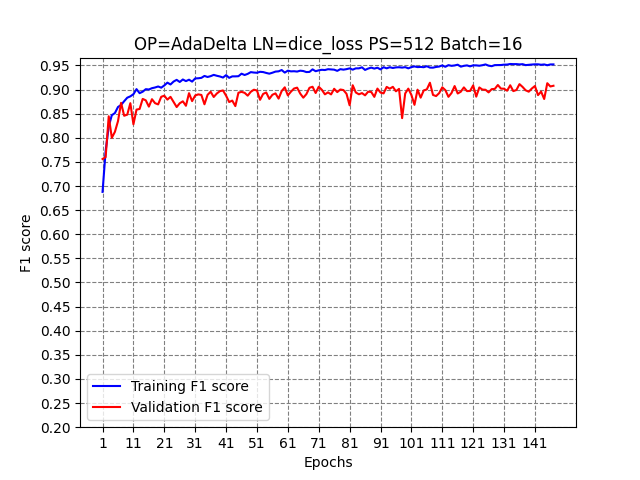 OP=AdaDelta LN=dice_loss PS=512 Batch=16
0.95
0.90
0.85
0.80
0.75
0.70
0.65
0.60
0.55
0.50
0.45
0.40
0.35
0.30
0.25
0.20
F1 score
Training F1 score
Validation F1 score
1 11 21 31 41 51 61 71 81 91 101 111 121 131 141
Epochs